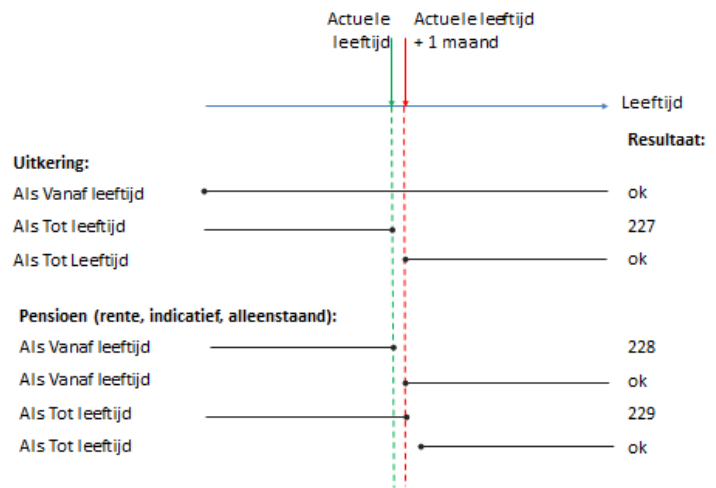 Actuele leeftijd
Actuele leeftijd + 1 maand
Leeftijd
Resultaat:
Uitkering:
Als Vanaf leeftijd ok
Als Tot leeftijd 227
Als Tot Leeftijd ok
Pensioen (rente, indicatief, alleenstaand):
Als Vanaf leeftijd 228
Als Vanaf leeftijd ok
Als Tot leeftijd 229
Als Tot leeftijd ok